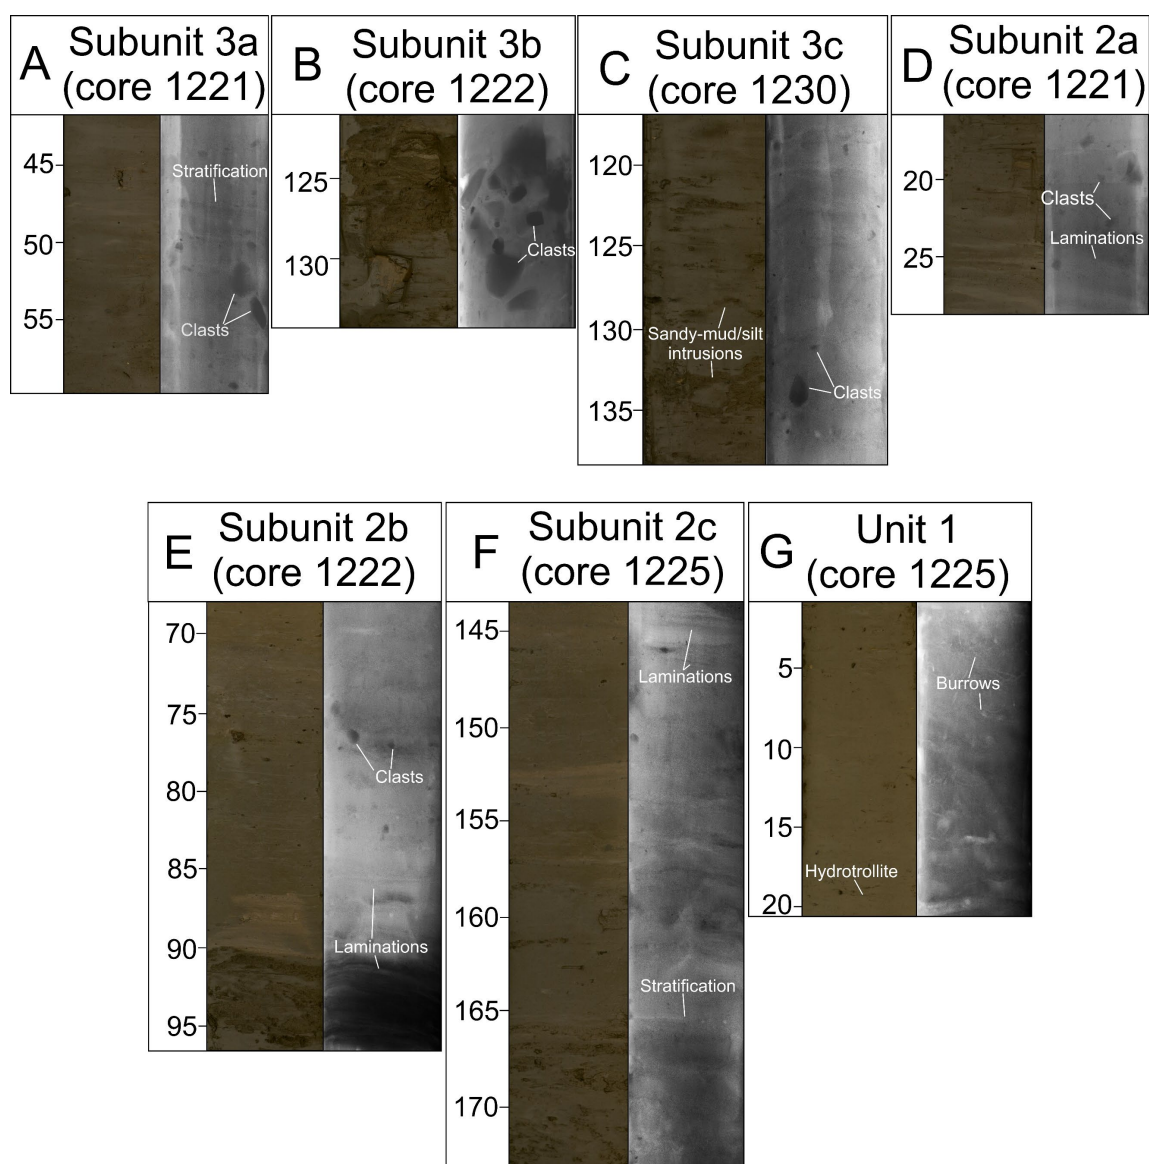 A Subunit 3a
(core 1221)
45
50
55
Stratification
Clasts
B Subunit 3b
(core 1222)
125
130
Clasts
C Subunit 3c
(core 1230)
120
125
130
135
Sandy-mud/silt
intrusions
Clasts
D Subunit 2a
(core 1221)
20
25
Clasts
Laminations
E Subunit 2b
(core 1222)
70
75
80
85
90
95
Clasts
Laminations
F Subunit 2c
(core 1225)
145
150
155
160
165
170
Laminations
Stratification
G Unit 1
(core 1225)
5
10
15
20
Burrows
Hydrotrollite